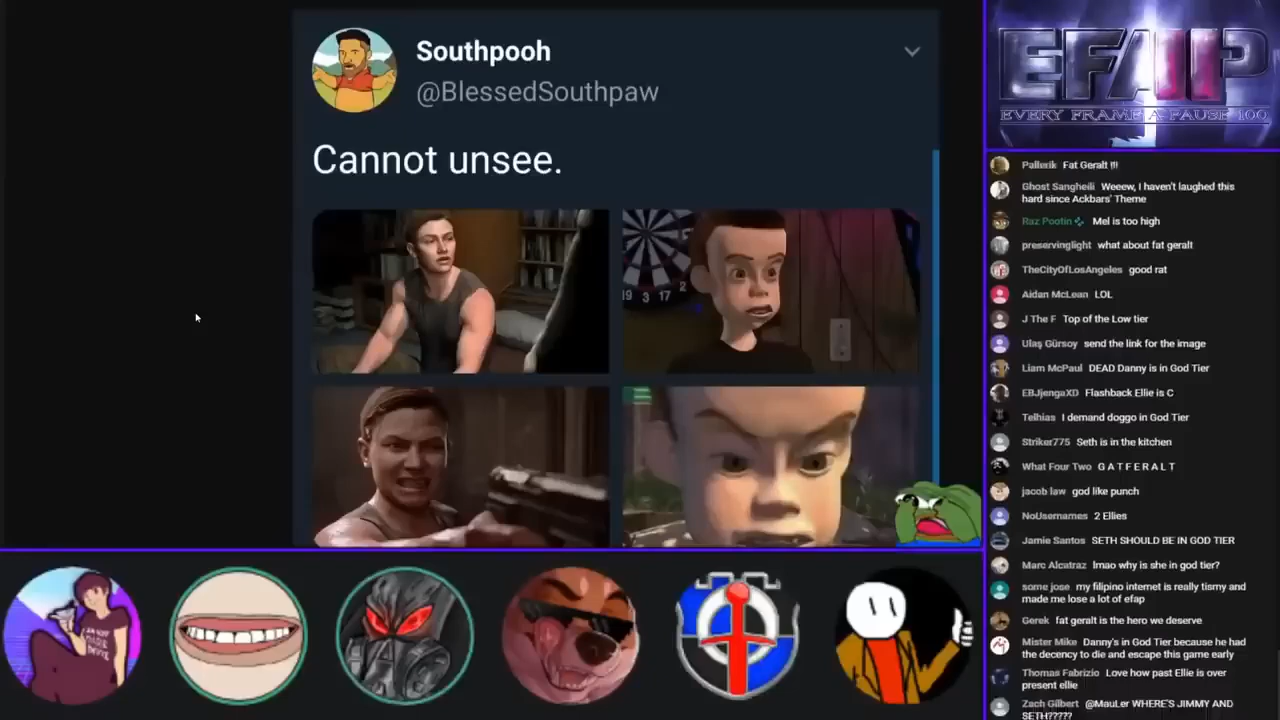 Southpooh
@BlessedSouthpaw
Cannot unsee.
19 3 17 2
EFAP
EVERY FRAME A PAUSE 100
Pallerik Fat Geralt !!!
Ghost Sangheili Weeew, I haven't laughed this
hard since Ackbars' Theme
Raz Pootin Mel is too high
preservinglight what about fat geralt
TheCityOfLosAngeles good rat
Aidan McLean LOL
J The F Top of the Low tier
Ulaş Gürsoy send the link for the image
Liam McPaul DEAD Danny is in God Tier
EBJjengaXD Flashback Ellie is C
Telhias I demand doggo in God Tier
Striker775 Seth is in the kitchen
What Four Two G A T F E R A L T
jacob law god like punch
NoUsernames 2 Ellies
Jamie Santos SETH SHOULD BE IN GOD TIER
Marc Alcatraz lmao why is she in god tier?
some jose my filipino internet is really tismy and
made me lose a lot of efap
Gerek fat geralt is the hero we deserve
Mister Mike Danny's in God Tier because he had
the decency to die and escape this game early
Thomas Fabrizio Love how past Ellie is over
present ellie
Zach Gilbert @MauLer WHERE'S JIMMY AND
SETH?????